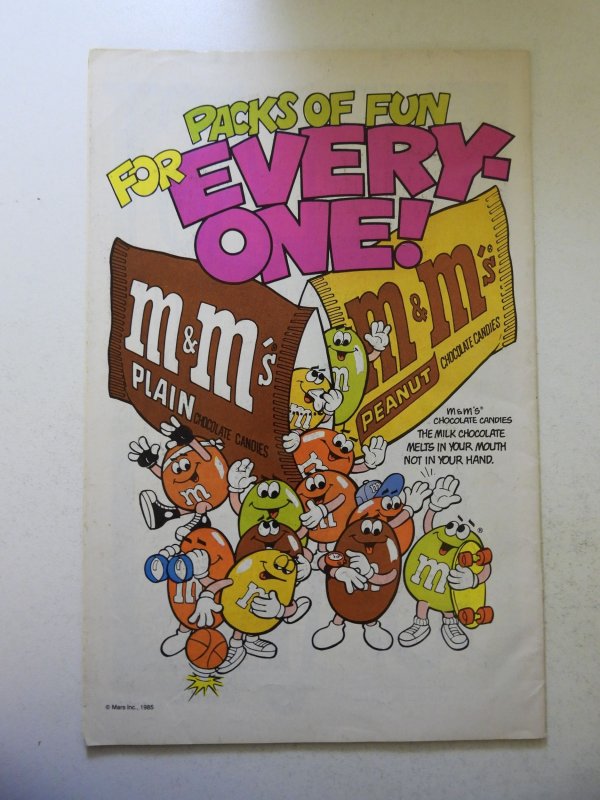 PACKS OF FUN
FOR EVERY-
ONE!
m&m's
PLAIN
CHOCOLATE CANDIES
m&m's
PEANUT
CHOCOLATE CANDIES
M&M's®
CHOCOLATE CANDIES
THE MILK CHOCOLATE
MELTS IN YOUR MOUTH
NOT IN YOUR HAND.
m
m
m
m
m
m
m
®
© Mars Inc., 1985